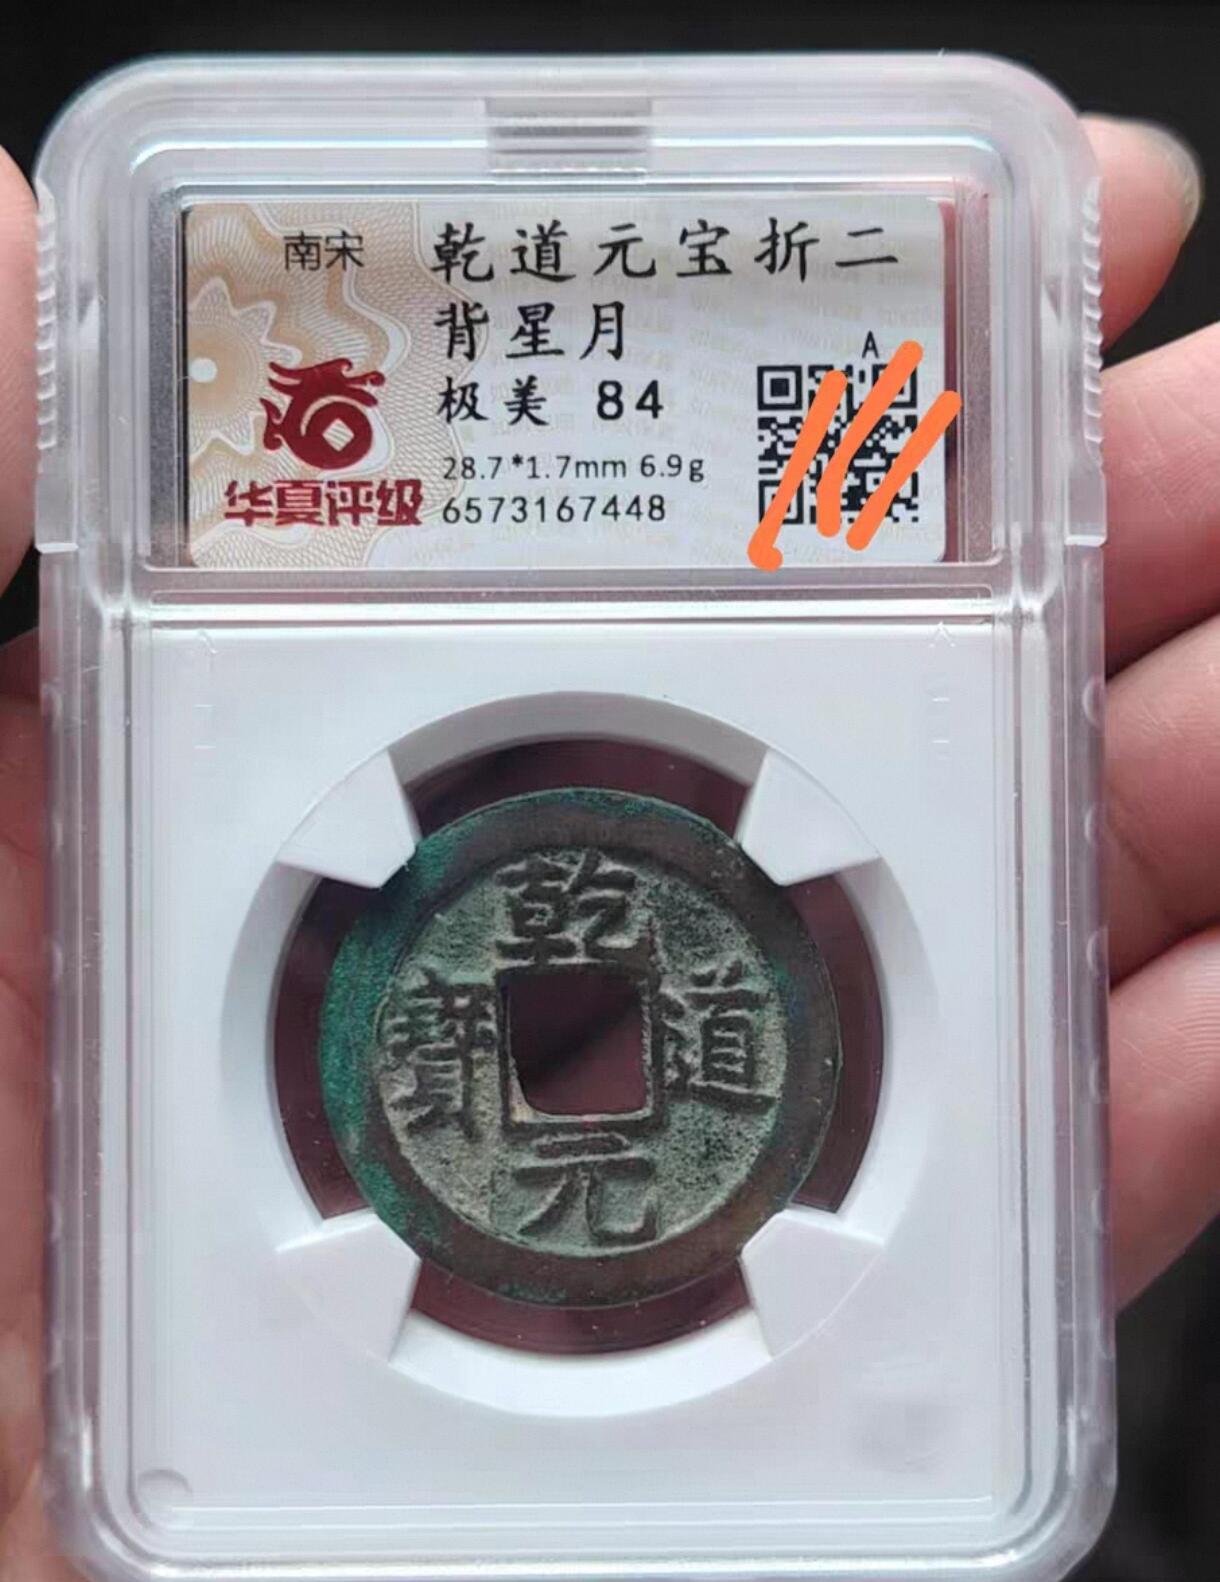 南宋
乾道元宝折二
背星月
极美 84
28.7*1.7mm 6.9g
6573167448
华夏评级
A
乾
道
元
寶